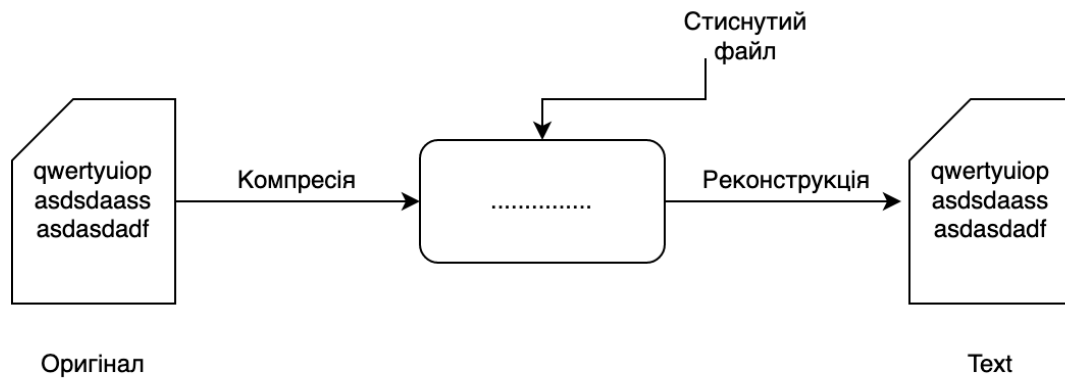 Стиснутий
файл
qwertyuiop
asdsdaass
asdasdadf
Компресія
...............
Реконструкція
qwertyuiop
asdsdaass
asdasdadf
Оригінал
Text